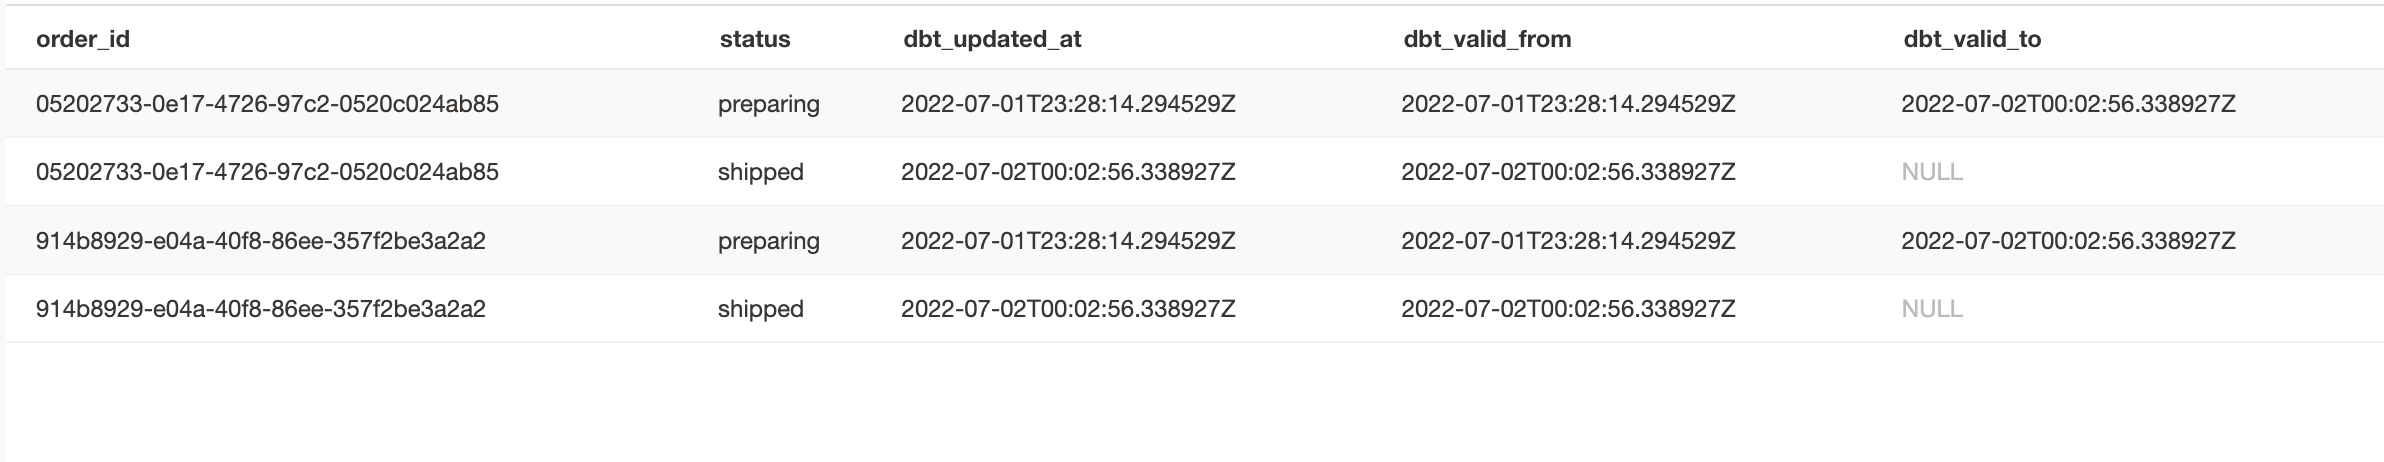 order_id status dbt_updated_at dbt_valid_from dbt_valid_to
05202733-0e17-4726-97c2-0520c024ab85 preparing 2022-07-01T23:28:14.294529Z 2022-07-01T23:28:14.294529Z 2022-07-02T00:02:56.338927Z
05202733-0e17-4726-97c2-0520c024ab85 shipped 2022-07-02T00:02:56.338927Z 2022-07-02T00:02:56.338927Z NULL
914b8929-e04a-40f8-86ee-357f2be3a2a2 preparing 2022-07-01T23:28:14.294529Z 2022-07-01T23:28:14.294529Z 2022-07-02T00:02:56.338927Z
914b8929-e04a-40f8-86ee-357f2be3a2a2 shipped 2022-07-02T00:02:56.338927Z 2022-07-02T00:02:56.338927Z NULL